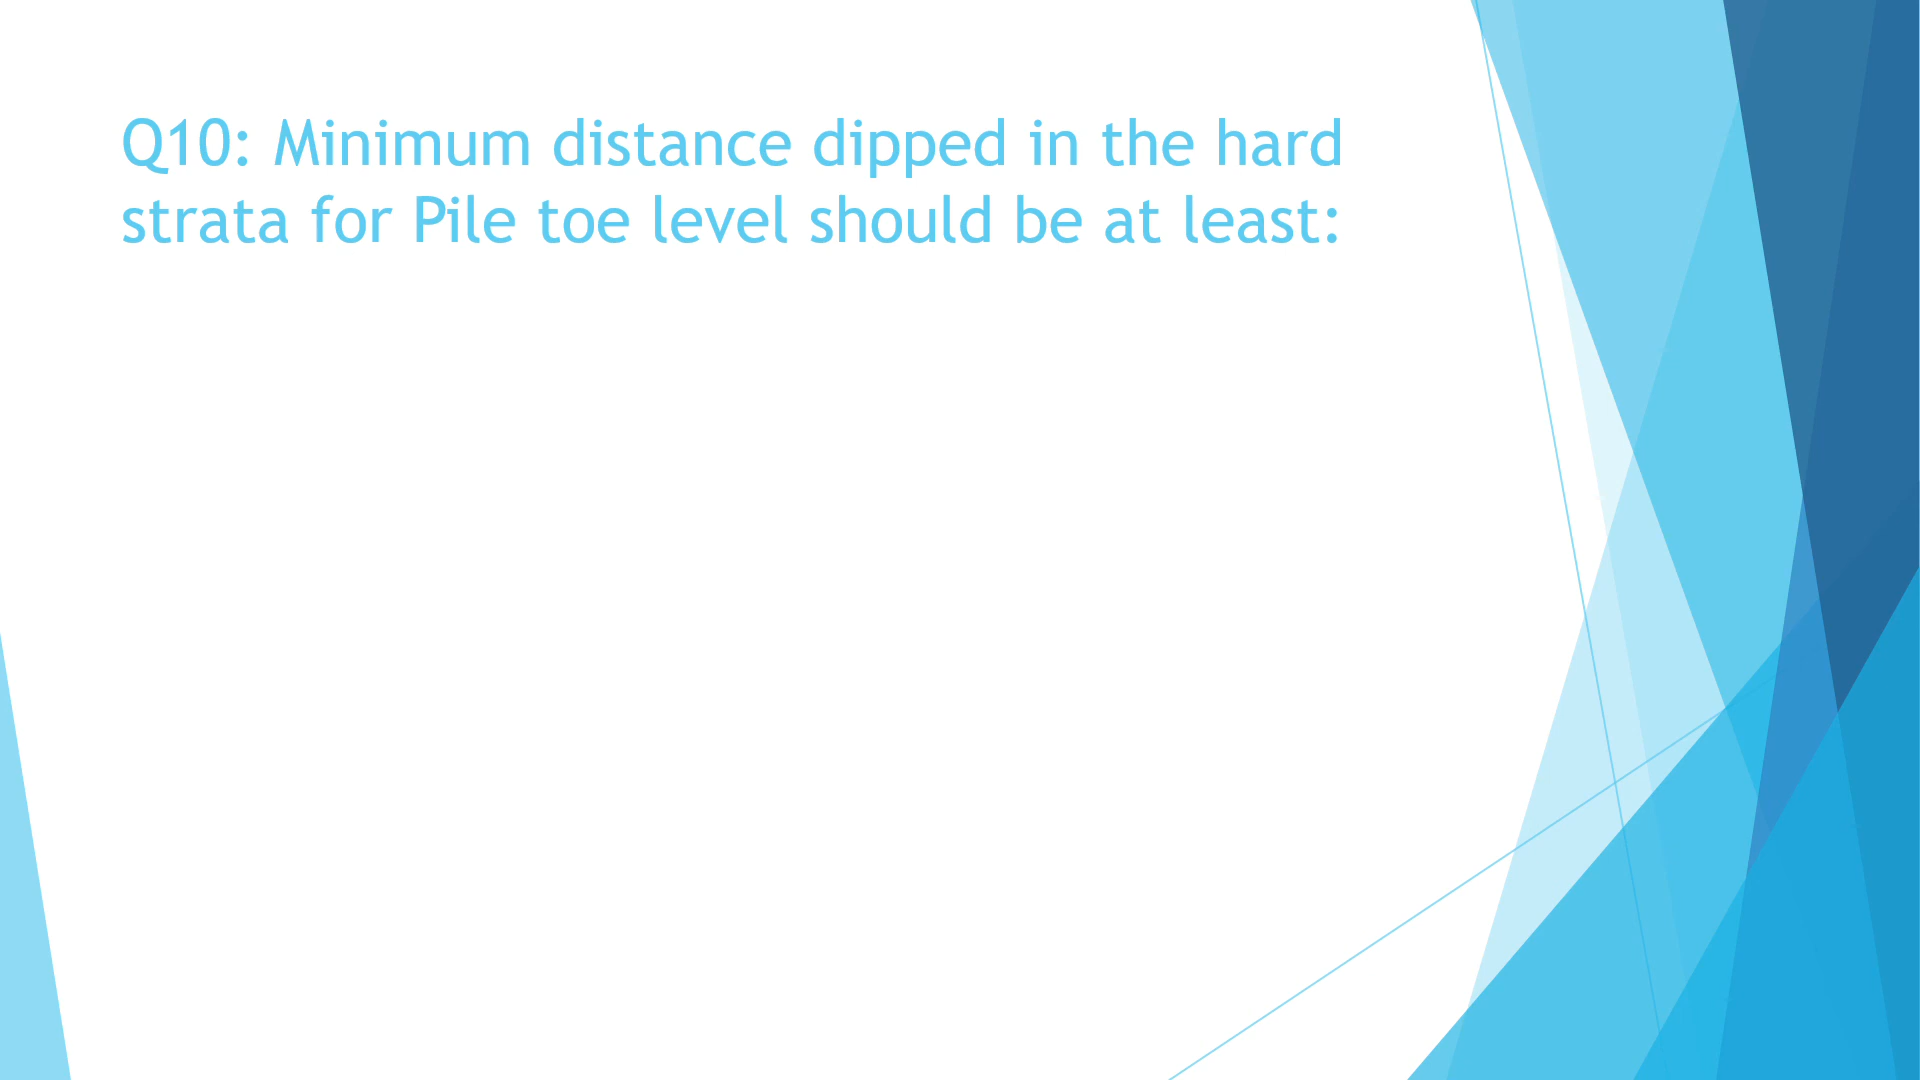 Q10: Minimum distance dipped in the hard
strata for Pile toe level should be at least: